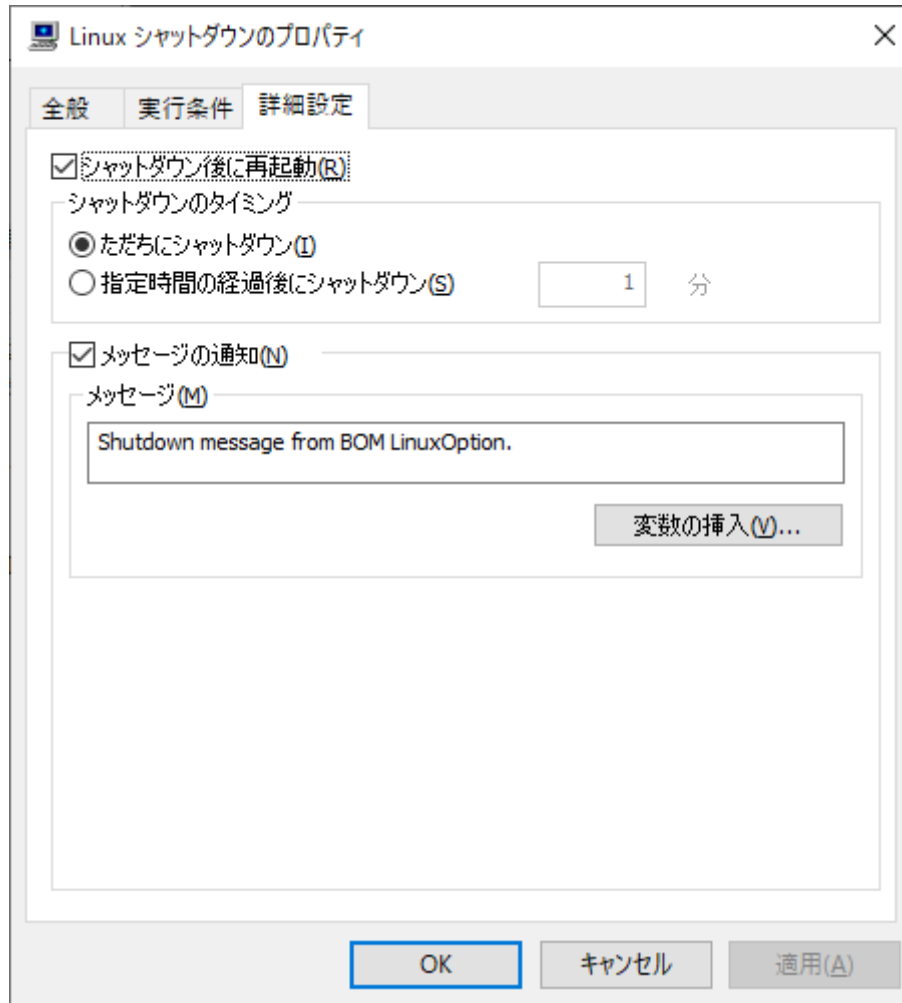 Linux シャットダウンのプロパティ
全般 実行条件 詳細設定
シャットダウン後に再起動(R)
シャットダウンのタイミング
ただちにシャットダウン(I)
指定時間の経過後にシャットダウン(S) 1 分
メッセージの通知(N)
メッセージ(M)
Shutdown message from BOM LinuxOption.
変数の挿入(V)...
OK キャンセル 適用(A)